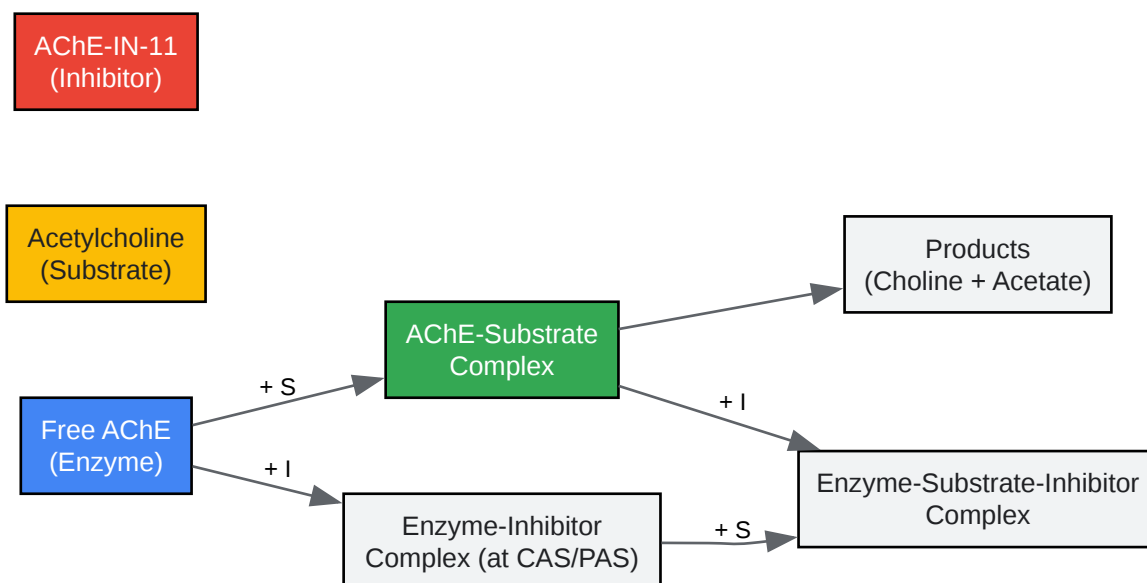 AChE-IN-11
(Inhibitor)
Acetylcholine
(Substrate)
Products
(Choline + Acetate)
AChE-Substrate
Complex
+ S
+ I
Free AChE
(Enzyme)
+ I
Enzyme-Substrate-Inhibitor
Complex
Enzyme-Inhibitor
Complex (at CAS/PAS)
+ S